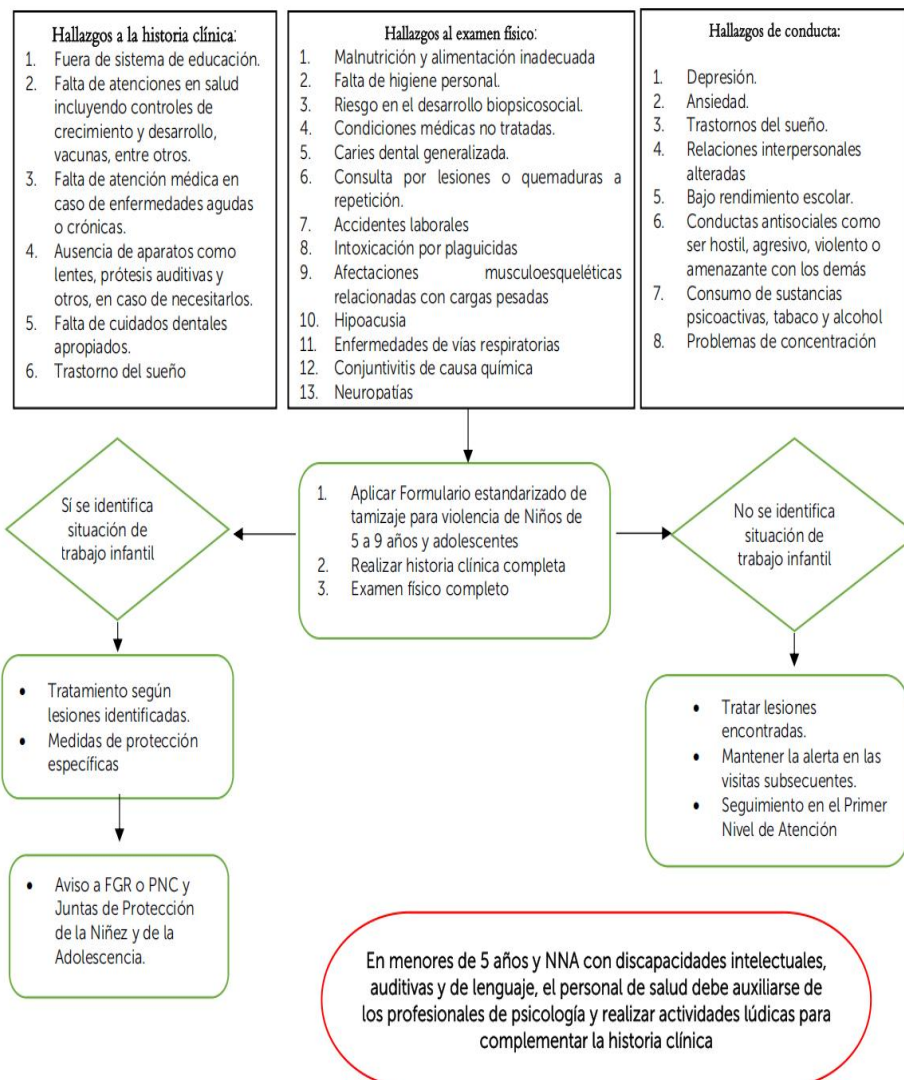 Hallazgos a la historia clínica:
1. Fuera de sistema de educación.
2. Falta de atenciones en salud
incluyendo controles de
crecimiento y desarrollo,
vacunas, entre otros.
3. Falta de atención médica en
caso de enfermedades agudas
o crónicas.
4. Ausencia de aparatos como
lentes, prótesis auditivas y
otros, en caso de necesitarlos.
5. Falta de cuidados dentales
apropiados.
6. Trastorno del sueño
Hallazgos al examen físico:
1. Malnutrición y alimentación inadecuada
2. Falta de higiene personal.
3. Riesgo en el desarrollo biopsicosocial.
4. Condiciones médicas no tratadas.
5. Caries dental generalizada.
6. Consulta por lesiones o quemaduras a
repetición.
7. Accidentes laborales
8. Intoxicación por plaguicidas
9. Afectaciones musculoesqueléticas
relacionadas con cargas pesadas
10. Hipoacusia
11. Enfermedades de vías respiratorias
12. Conjuntivitis de causa química
13. Neuropatías
Hallazgos de conducta:
1. Depresión.
2. Ansiedad.
3. Trastornos del sueño.
4. Relaciones interpersonales
alteradas
5. Bajo rendimiento escolar.
6. Conductas antisociales como
ser hostil, agresivo, violento o
amenazante con los demás
7. Consumo de sustancias
psicoactivas, tabaco y alcohol
8. Problemas de concentración
Sí se identifica
situación de
trabajo infantil
1. Aplicar Formulario estandarizado de
tamizaje para violencia de Niños de
5 a 9 años y adolescentes
2. Realizar historia clínica completa
3. Examen físico completo
No se identifica
situación de
trabajo infantil
• Tratamiento según
lesiones identificadas.
• Medidas de protección
específicas
• Tratar lesiones
encontradas.
• Mantener la alerta en las
visitas subsecuentes.
• Seguimiento en el Primer
Nivel de Atención
• Aviso a FGR o PNC y
Juntas de Protección
de la Niñez y de la
Adolescencia.
En menores de 5 años y NNA con discapacidades intelectuales,
auditivas y de lenguaje, el personal de salud debe auxiliarse de
los profesionales de psicología y realizar actividades lúdicas para
complementar la historia clínica